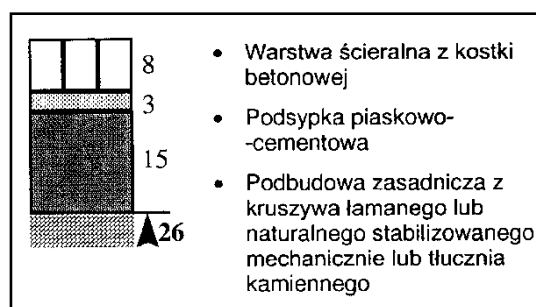 8
3
15
26
• Warstwa ścieralna z kostki
betonowej
• Podsypka piaskowo-
-cementowa
• Podbudowa zasadnicza z
kruszywa łamanego lub
naturalnego stabilizowanego
mechanicznie lub tłucznia
kamiennego